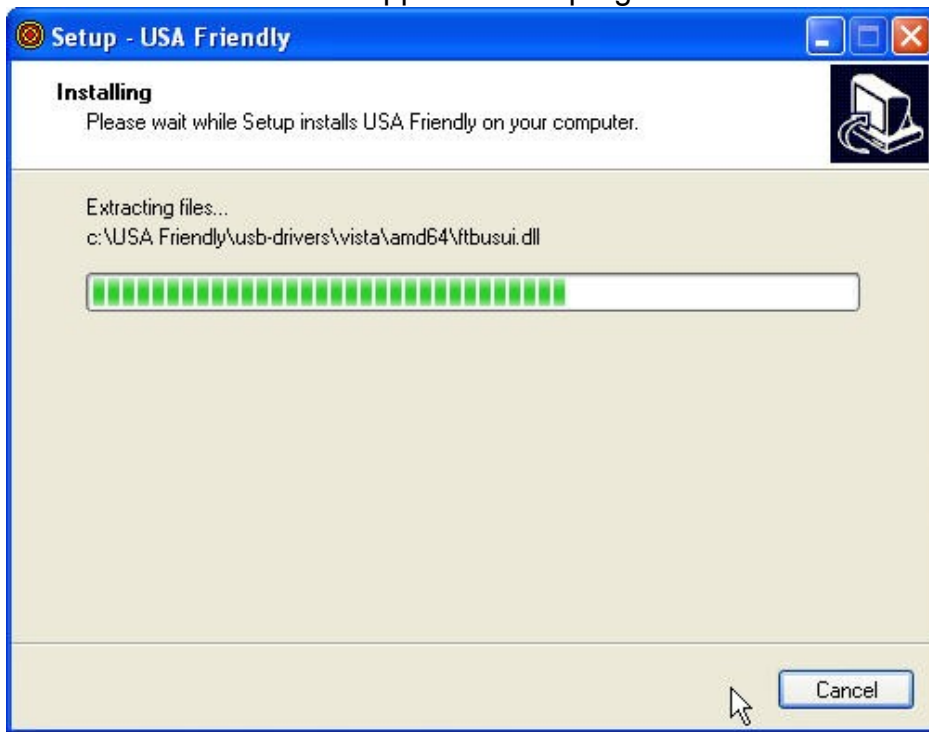 Setup - USA Friendly
Installing
Please wait while Setup installs USA Friendly on your computer.
Extracting files...
c:\USA Friendly\usb-drivers\vista\amd64\ftbusui.dll
Cancel